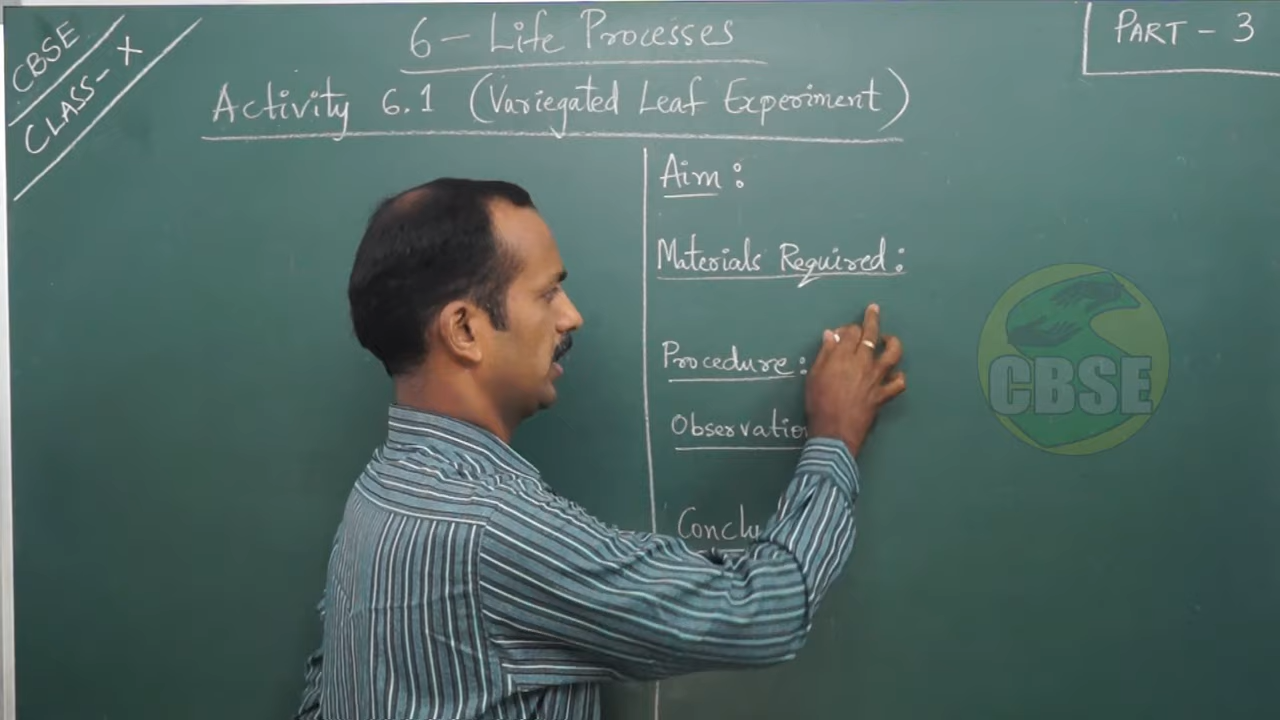 CBSE
CLASS - X
6 - Life Processes
PART - 3
Activity 6.1 (Variegated Leaf Experiment)
Aim :
Materials Required :
Procedure :
Observation
Conclu
CBSE